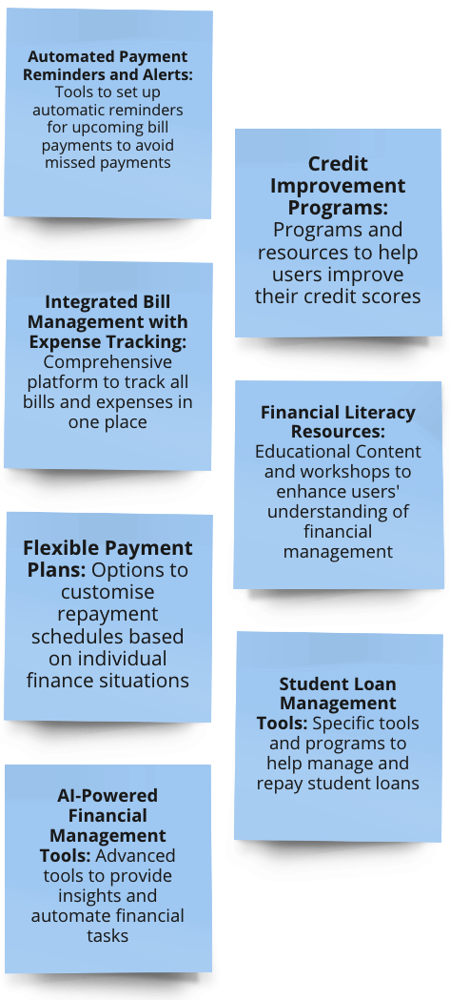 Automated Payment
Reminders and Alerts:
Tools to set up
automatic reminders
for upcoming bill
payments to avoid
missed payments
Integrated Bill
Management with
Expense Tracking:
Comprehensive
platform to track all
bills and expenses in
one place
Flexible Payment
Plans: Options to
customise
repayment
schedules based
on individual
finance situations
AI-Powered
Financial
Management
Tools: Advanced
tools to provide
insights and
automate financial
tasks
Credit
Improvement
Programs:
Programs and
resources to help
users improve
their credit scores
Financial Literacy
Resources:
Educational Content
and workshops to
enhance users'
understanding of
financial
management
Student Loan
Management
Tools: Specific tools
and programs to
help manage and
repay student loans